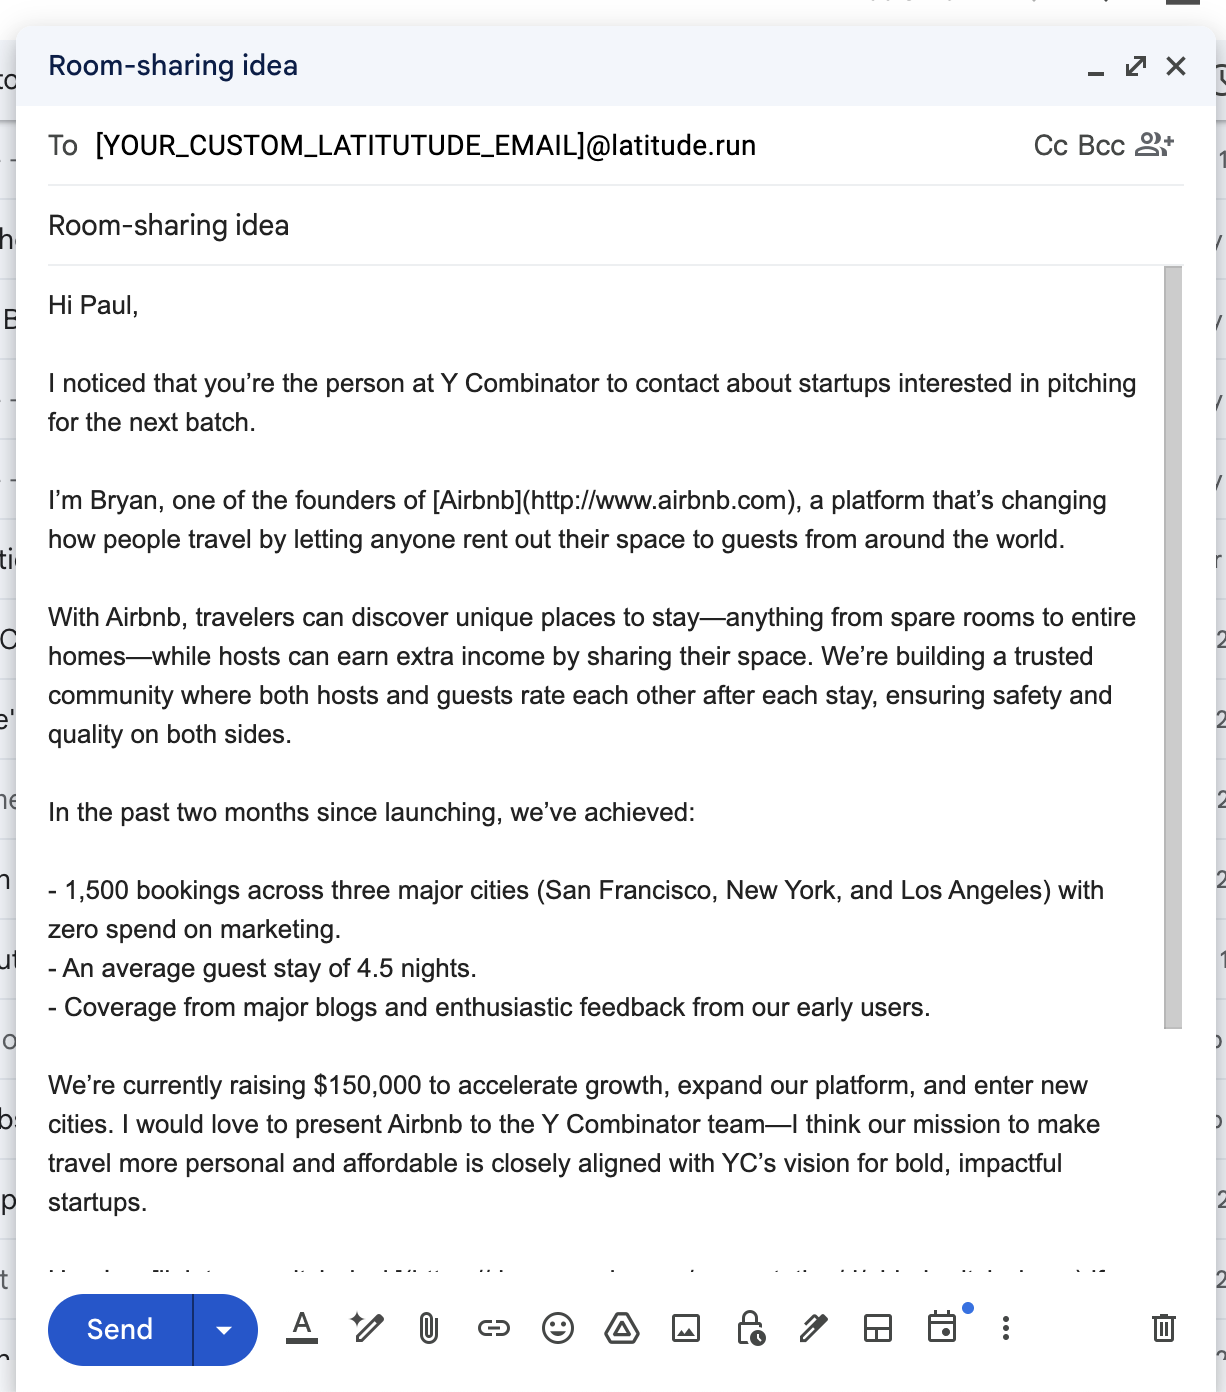 Room-sharing idea
To [YOUR_CUSTOM_LATITUTUDE_EMAIL]@latitude.run Cc Bcc
Room-sharing idea
Hi Paul,
I noticed that you’re the person at Y Combinator to contact about startups interested in pitching
for the next batch.
I’m Bryan, one of the founders of [Airbnb](http://www.airbnb.com), a platform that’s changing
how people travel by letting anyone rent out their space to guests from around the world.
With Airbnb, travelers can discover unique places to stay—anything from spare rooms to entire
homes—while hosts can earn extra income by sharing their space. We’re building a trusted
community where both hosts and guests rate each other after each stay, ensuring safety and
quality on both sides.
In the past two months since launching, we’ve achieved:
- 1,500 bookings across three major cities (San Francisco, New York, and Los Angeles) with
zero spend on marketing.
- An average guest stay of 4.5 nights.
- Coverage from major blogs and enthusiastic feedback from our early users.
We’re currently raising $150,000 to accelerate growth, expand our platform, and enter new
cities. I would love to present Airbnb to the Y Combinator team—I think our mission to make
travel more personal and affordable is closely aligned with YC’s vision for bold, impactful
startups.
Send